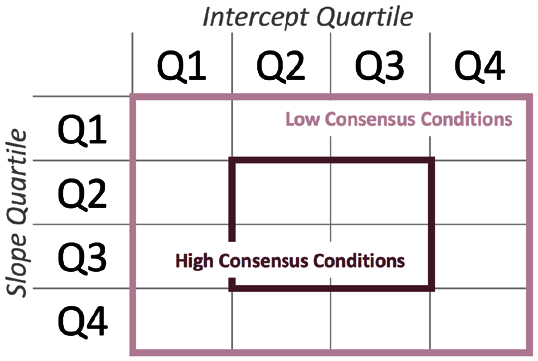 Intercept Quartile
Q1 Q2 Q3 Q4
Slope Quartile
Q1
Low Consensus Conditions
Q2
Q3
High Consensus Conditions
Q4